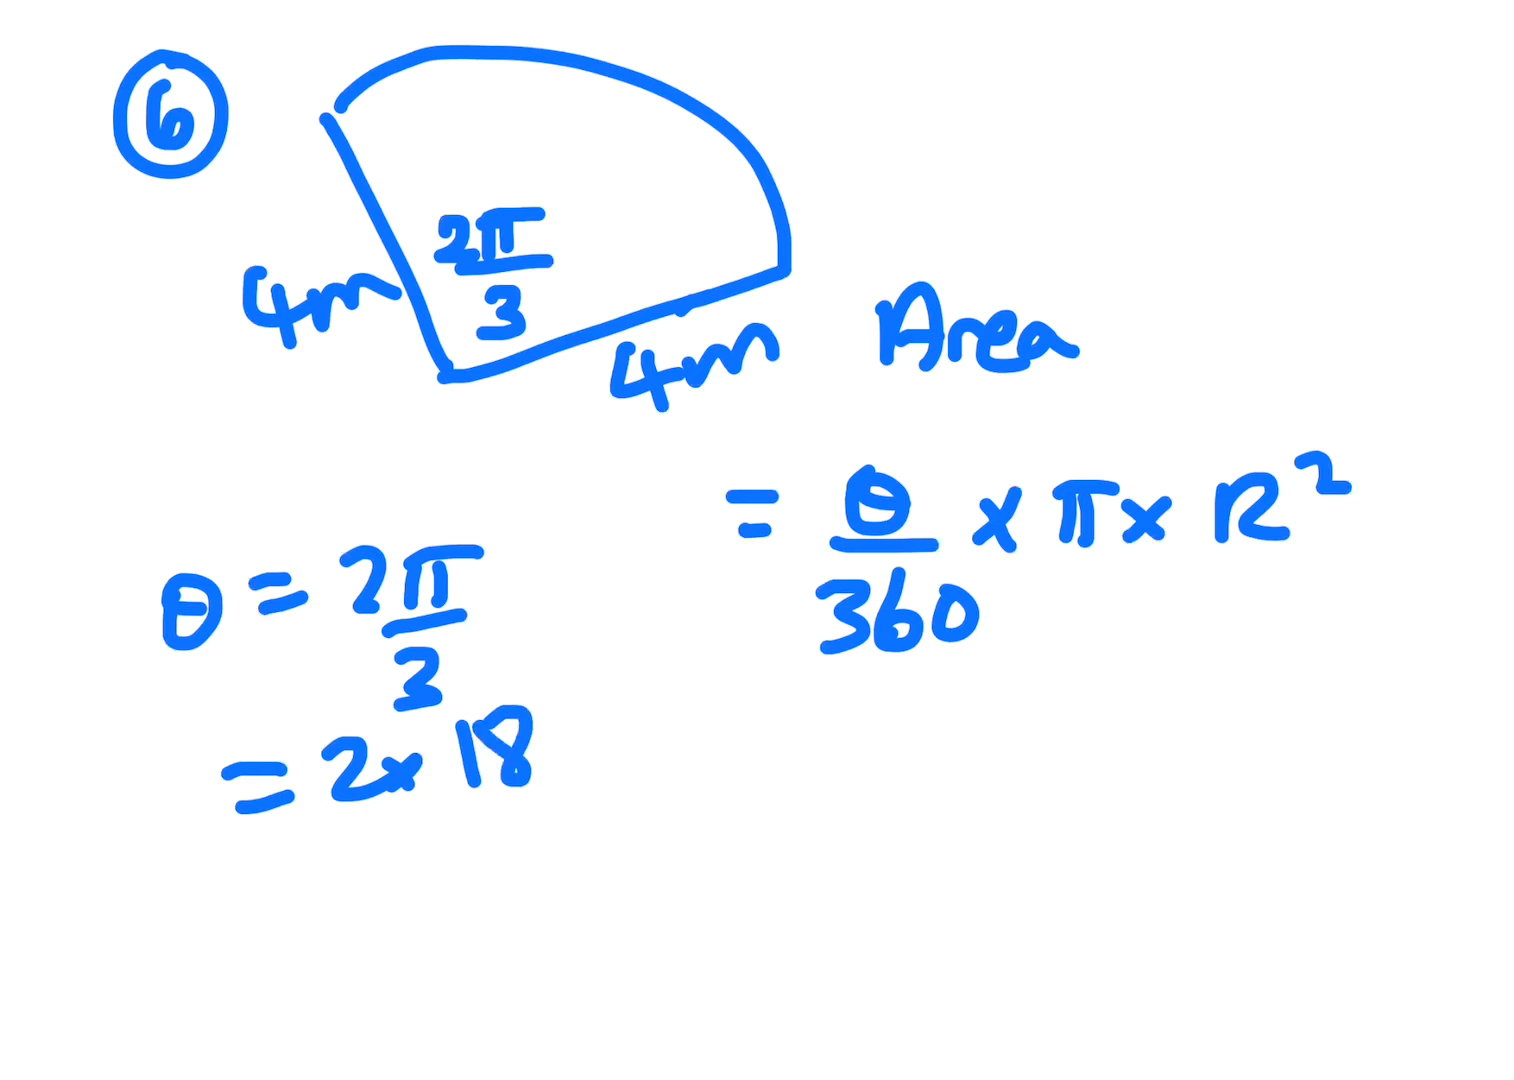 6
2π/3
4m
4m
Area
= θ/360 × π × R²
θ = 2π/3
= 2× 18